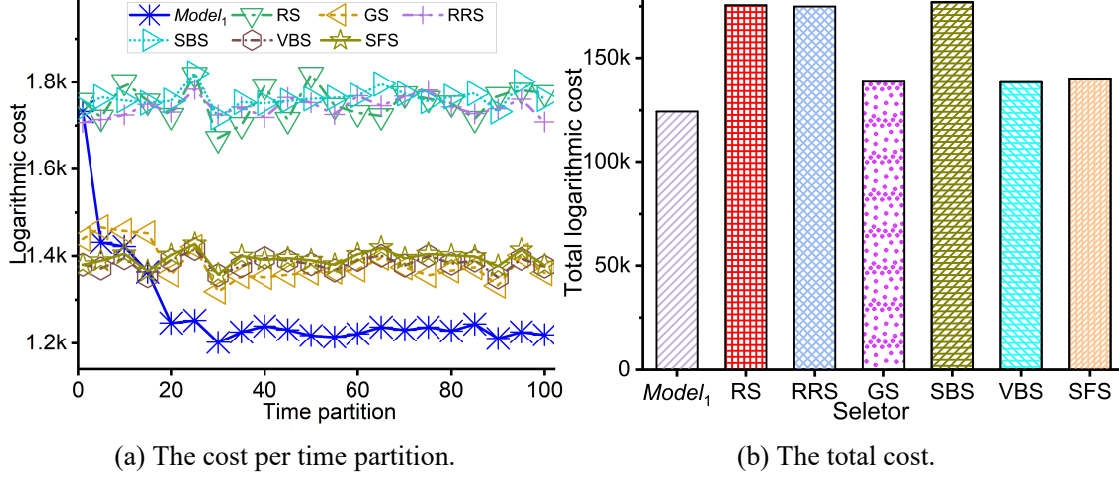 Model1 RS GS RRS
SBS VBS SFS
Logarithmic cost
1.8k
1.6k
1.4k
1.2k
0 20 40 60 80 100
Time partition
(a) The cost per time partition.
Total logarithmic cost
150k
100k
50k
0
Model1 RS RRS GS SBS VBS SFS
Seletor
(b) The total cost.